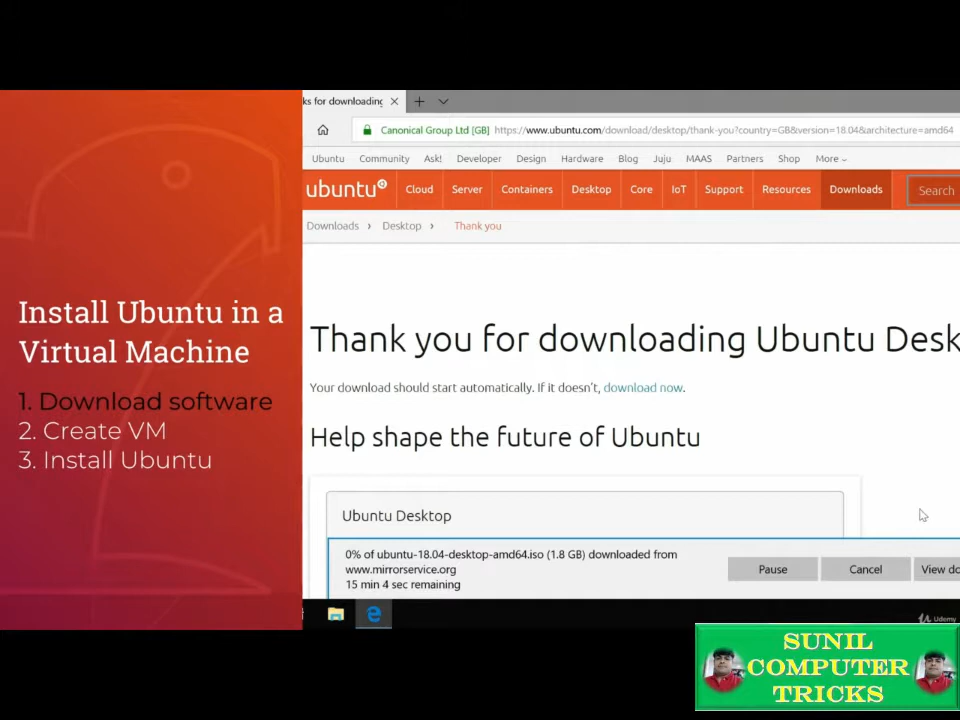 Install Ubuntu in a
Virtual Machine
1. Download software
2. Create VM
3. Install Ubuntu
ks for downloading
Canonical Group Ltd [GB] https://www.ubuntu.com/download/desktop/thank-you?country=GB&version=18.04&architecture=amd64
Ubuntu Community Ask! Developer Design Hardware Blog Juju MAAS Partners Shop More
ubuntu Cloud Server Containers Desktop Core IoT Support Resources Downloads Search
Downloads › Desktop › Thank you
Thank you for downloading Ubuntu Desk
Your download should start automatically. If it doesn't, download now.
Help shape the future of Ubuntu
Ubuntu Desktop
0% of ubuntu-18.04-desktop-amd64.iso (1.8 GB) downloaded from
www.mirrorservice.org
15 min 4 sec remaining
Pause Cancel View do
Udemy
SUNIL
COMPUTER
TRICKS